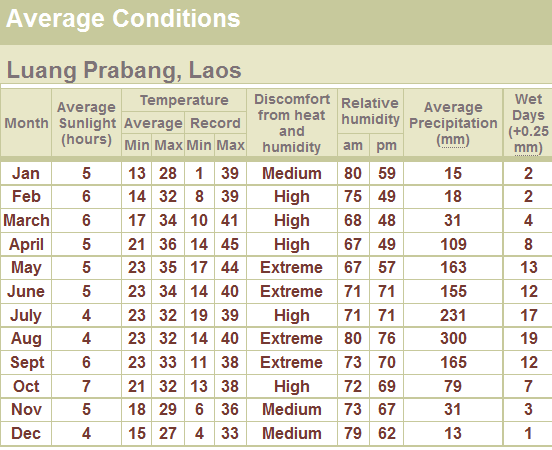 Average Conditions
Luang Prabang, Laos
Month Average Sunlight (hours) Temperature Discomfort from heat and humidity Relative humidity Average Precipitation (mm) Wet Days (+0.25 mm)
Average Record
Min Max Min Max am pm
Jan 5 13 28 1 39 Medium 80 59 15 2
Feb 6 14 32 8 39 High 75 49 18 2
March 6 17 34 10 41 High 68 48 31 4
April 5 21 36 14 45 High 67 49 109 8
May 5 23 35 17 44 Extreme 67 57 163 13
June 5 23 34 14 40 Extreme 71 71 155 12
July 4 23 32 19 39 High 71 71 231 17
Aug 4 23 32 14 40 Extreme 80 76 300 19
Sept 6 23 33 11 38 Extreme 73 70 165 12
Oct 7 21 32 13 38 High 72 69 79 7
Nov 5 18 29 6 36 Medium 73 67 31 3
Dec 4 15 27 4 33 Medium 79 62 13 1